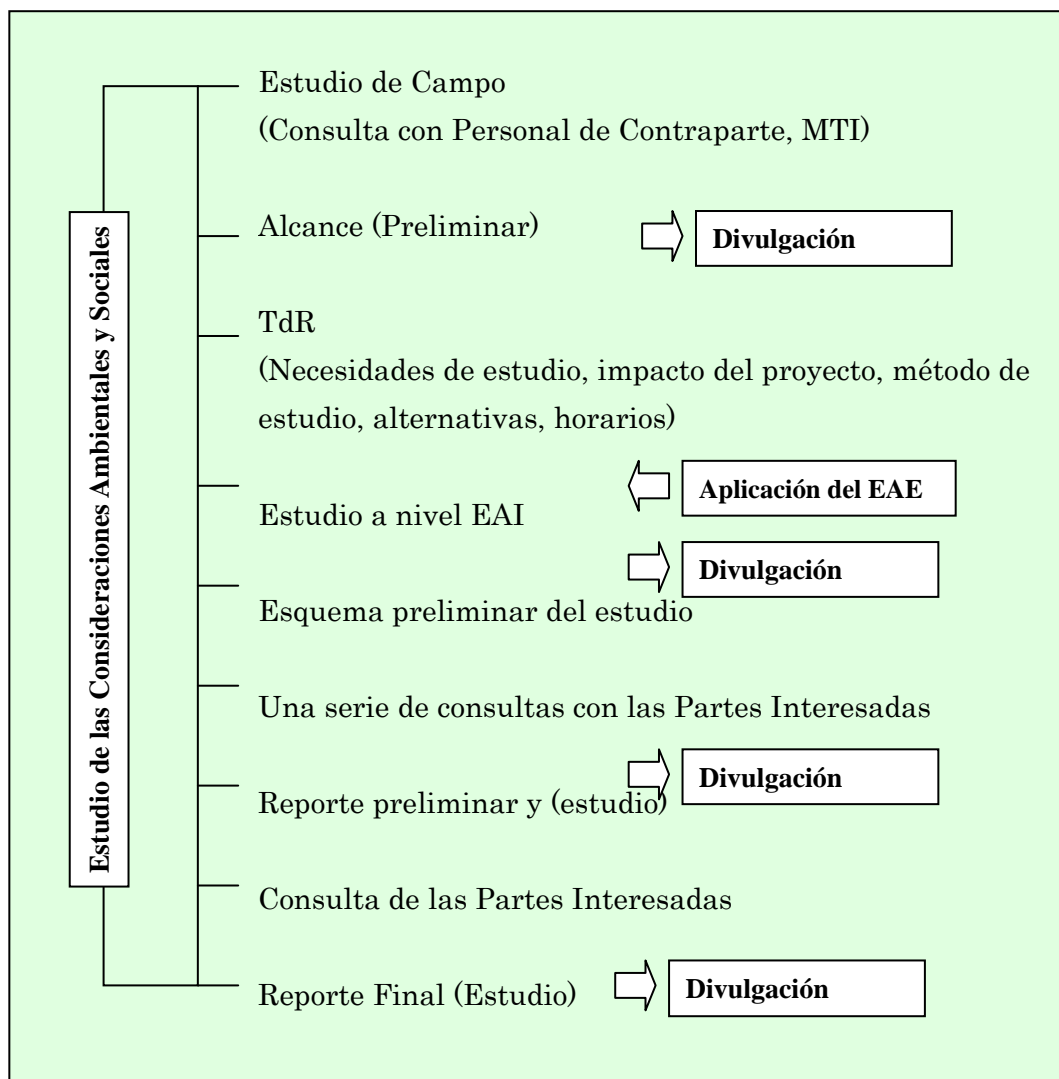 Estudio de las Consideraciones Ambientales y Sociales
Estudio de Campo
(Consulta con Personal de Contraparte, MTI)
Alcance (Preliminar)
Divulgación
TdR
(Necesidades de estudio, impacto del proyecto, método de
estudio, alternativas, horarios)
Aplicación del EAE
Estudio a nivel EAI
Divulgación
Esquema preliminar del estudio
Una serie de consultas con las Partes Interesadas
Divulgación
Reporte preliminar y (estudio)
Consulta de las Partes Interesadas
Reporte Final (Estudio)
Divulgación